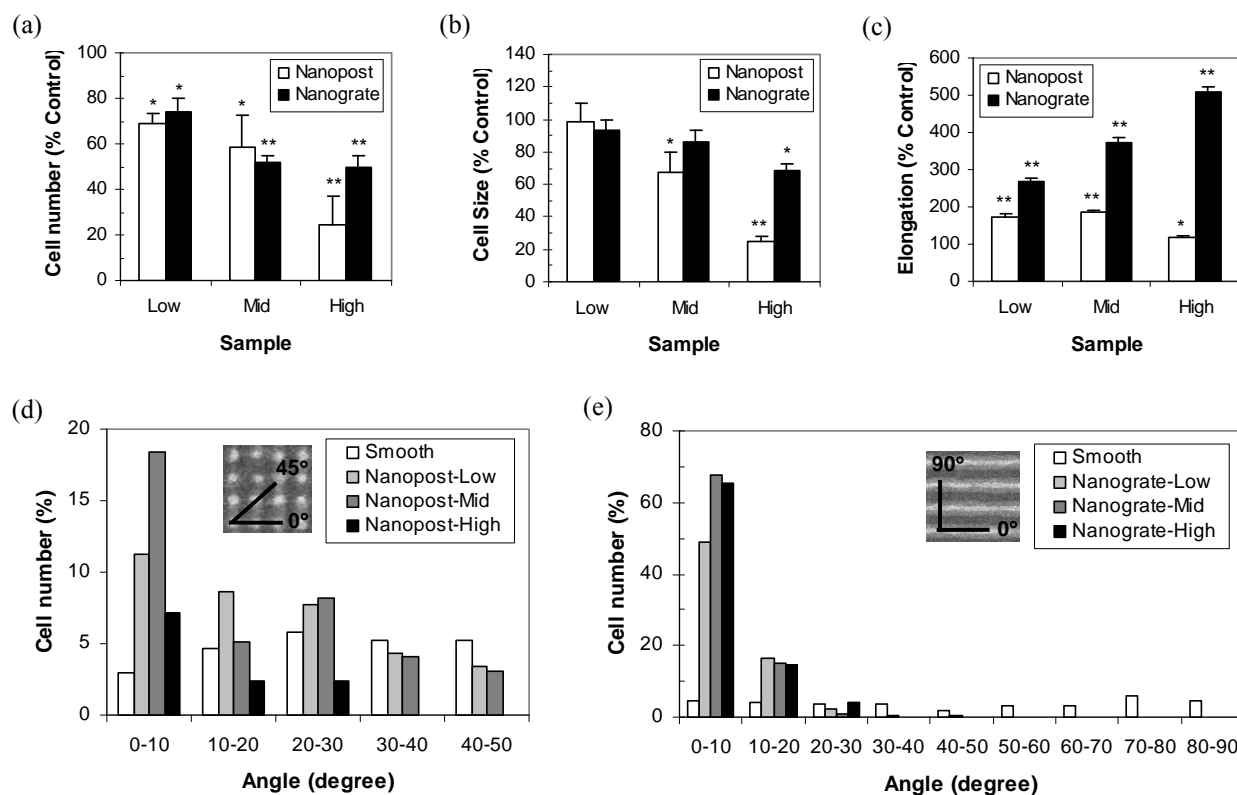 (a)
Cell number (% Control)
100
80
60
40
20
0
Nanopost
Nanograte
* * * ** ** **
Low Mid High
Sample
(b)
Cell Size (% Control)
140
120
100
80
60
40
20
0
Nanopost
Nanograte
* ** *
Low Mid High
Sample
(c)
Elongation (% Control)
600
500
400
300
200
100
0
Nanopost
Nanograte
** ** ** ** * **
Low Mid High
Sample
(d)
Cell number (%)
20
15
10
5
0
45°
0°
Smooth
Nanopost-Low
Nanopost-Mid
Nanopost-High
0-10 10-20 20-30 30-40 40-50
Angle (degree)
(e)
Cell number (%)
80
60
40
20
0
90°
0°
Smooth
Nanograte-Low
Nanograte-Mid
Nanograte-High
0-10 10-20 20-30 30-40 40-50 50-60 60-70 70-80 80-90
Angle (degree)